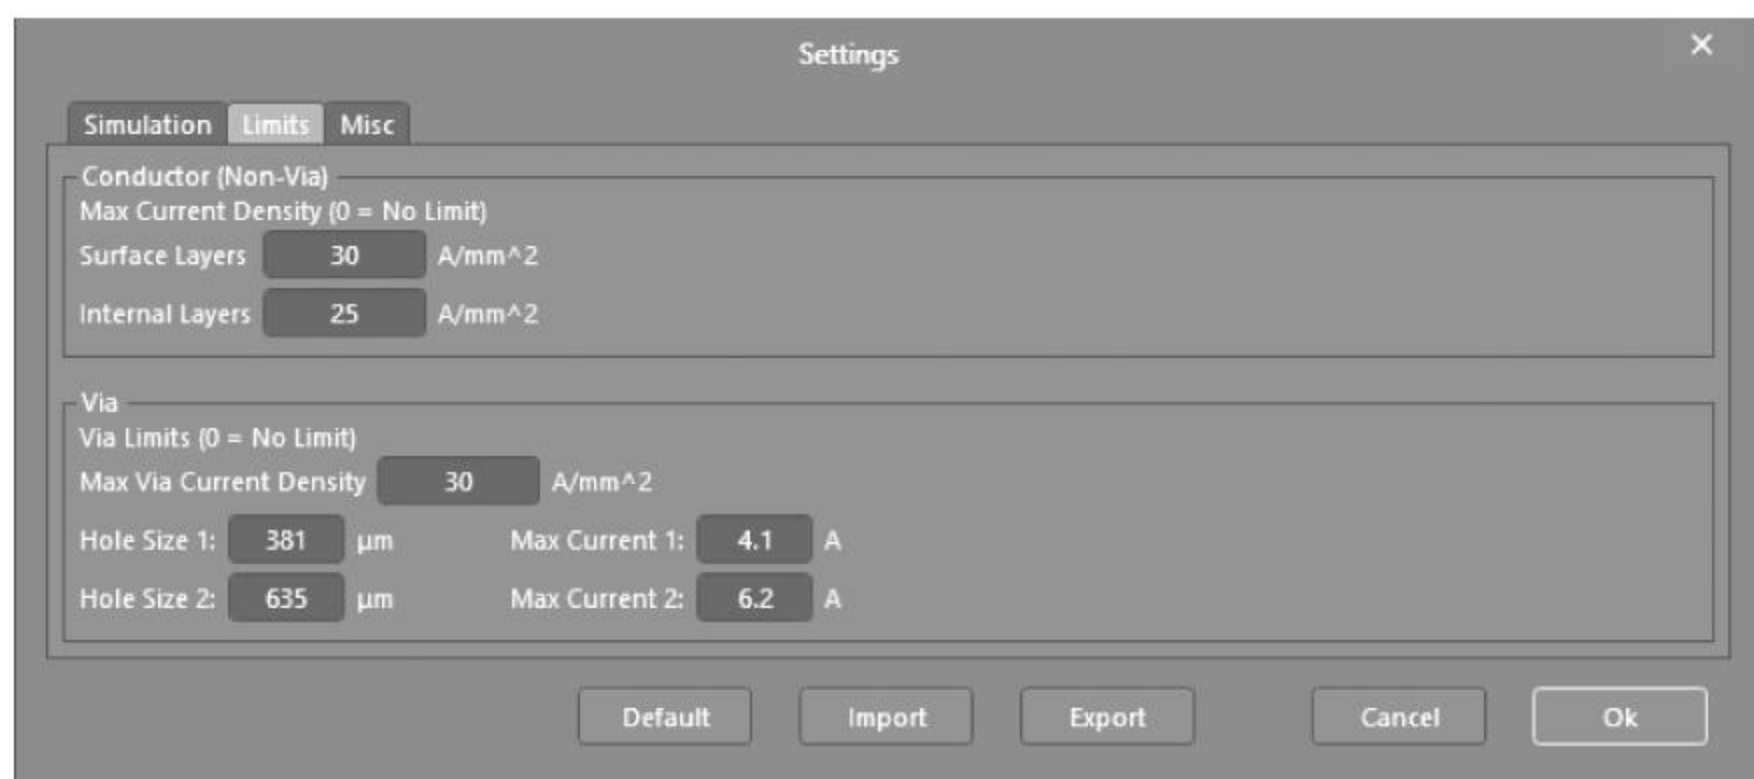 Settings
Simulation Limits Misc
Conductor (Non-Via)
Max Current Density (0 = No Limit)
Surface Layers 30 A/mm^2
Internal Layers 25 A/mm^2
Via
Via Limits (0 = No Limit)
Max Via Current Density 30 A/mm^2
Hole Size 1: 381 µm Max Current 1: 4.1 A
Hole Size 2: 635 µm Max Current 2: 6.2 A
Default Import Export Cancel Ok